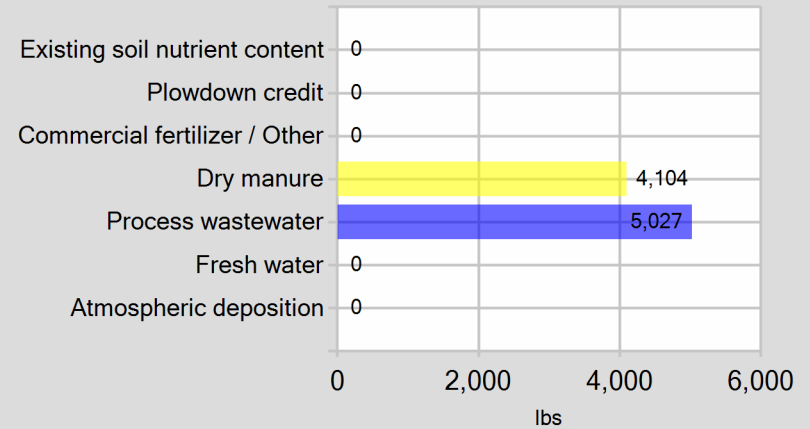 Existing soil nutrient content 0
Plowdown credit 0
Commercial fertilizer / Other 0
Dry manure 4,104
Process wastewater 5,027
Fresh water 0
Atmospheric deposition 0
0 2,000 4,000 6,000
lbs